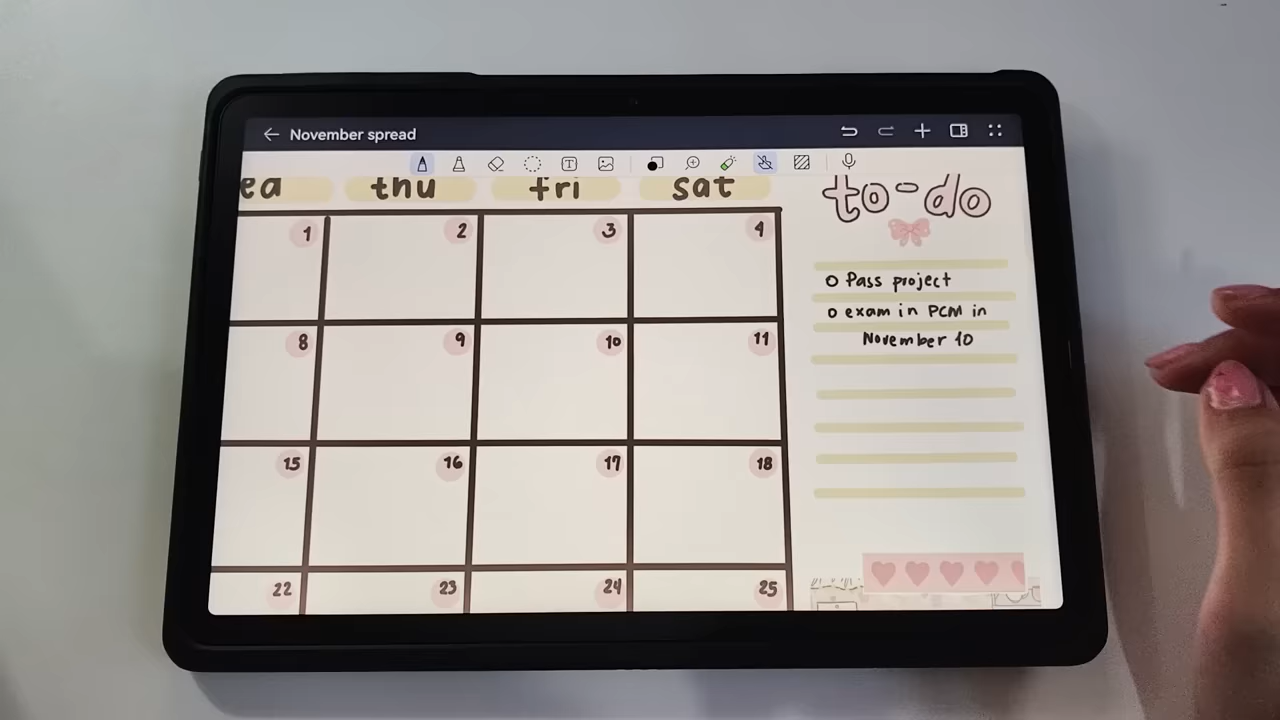 November spread
ea thu fri sat
to-do
1 2 3 4
Pass project
exam in PCM in
November 10
8 9 10 11
15 16 17 18
22 23 24 25